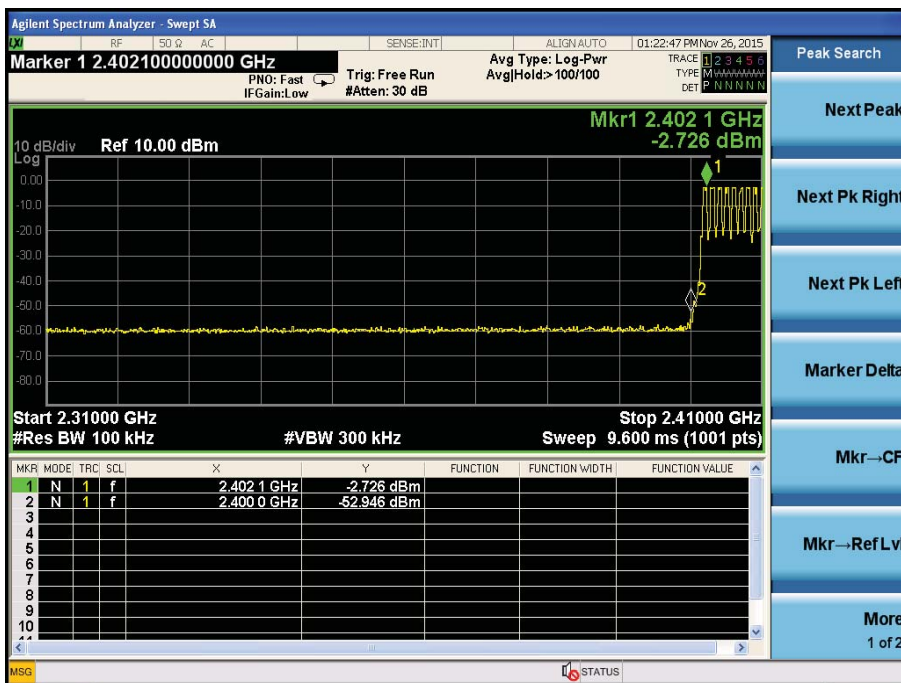 Agilent Spectrum Analyzer - Swept SA
LXI RF 50 Ω AC SENSE:INT ALIGNAUTO 01:22:47 PM Nov 26, 2015
Marker 1 2.402100000000 GHz
PNO: Fast
IFGain:Low
Trig: Free Run
#Atten: 30 dB
Avg Type: Log-Pwr
Avg|Hold:>100/100
TRACE 1 2 3 4 5 6
TYPE M
DET P N N N N N
Peak Search
Mkr1 2.402 1 GHz
-2.726 dBm
10 dB/div Ref 10.00 dBm
Log
1
0.00
-10.0
-20.0
-30.0
-40.0
2
-50.0
-60.0
-70.0
-80.0
Start 2.31000 GHz Stop 2.41000 GHz
#Res BW 100 kHz #VBW 300 kHz Sweep 9.600 ms (1001 pts)
MKR MODE TRC SCL X Y FUNCTION FUNCTION WIDTH FUNCTION VALUE
1 N 1 f 2.402 1 GHz -2.726 dBm
2 N 1 f 2.400 0 GHz -52.946 dBm
3
4
5
6
7
8
9
10
11
Next Peak
Next Pk Right
Next Pk Left
Marker Delta
Mkr→CF
Mkr→Ref Lvl
More
1 of 2
MSG STATUS